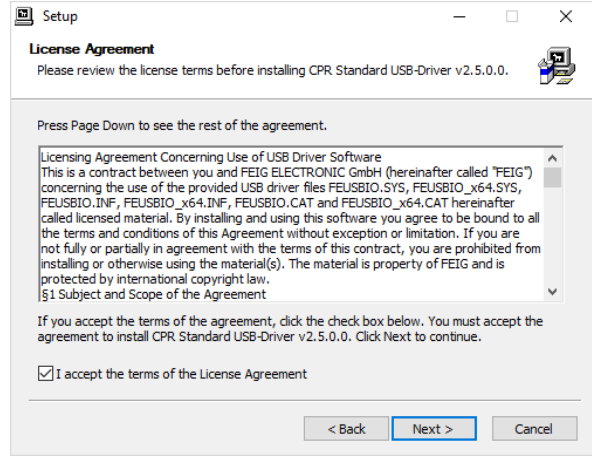 Setup
License Agreement
Please review the license terms before installing CPR Standard USB-Driver v2.5.0.0.
Press Page Down to see the rest of the agreement.
Licensing Agreement Concerning Use of USB Driver Software
This is a contract between you and FEIG ELECTRONIC GmbH (hereinafter called "FEIG")
concerning the use of the provided USB driver files FEUSBIO.SYS, FEUSBIO_x64.SYS,
FEUSBIO.INF, FEUSBIO_x64.INF, FEUSBIO.CAT and FEUSBIO_x64.CAT hereinafter
called licensed material. By installing and using this software you agree to be bound to all
the terms and conditions of this Agreement without exception or limitation. If you are
not fully or partially in agreement with the terms of this contract, you are prohibited from
installing or otherwise using the material(s). The material is property of FEIG and is
protected by international copyright law.
§1 Subject and Scope of the Agreement
If you accept the terms of the agreement, click the check box below. You must accept the
agreement to install CPR Standard USB-Driver v2.5.0.0. Click Next to continue.
I accept the terms of the License Agreement
< Back
Next >
Cancel